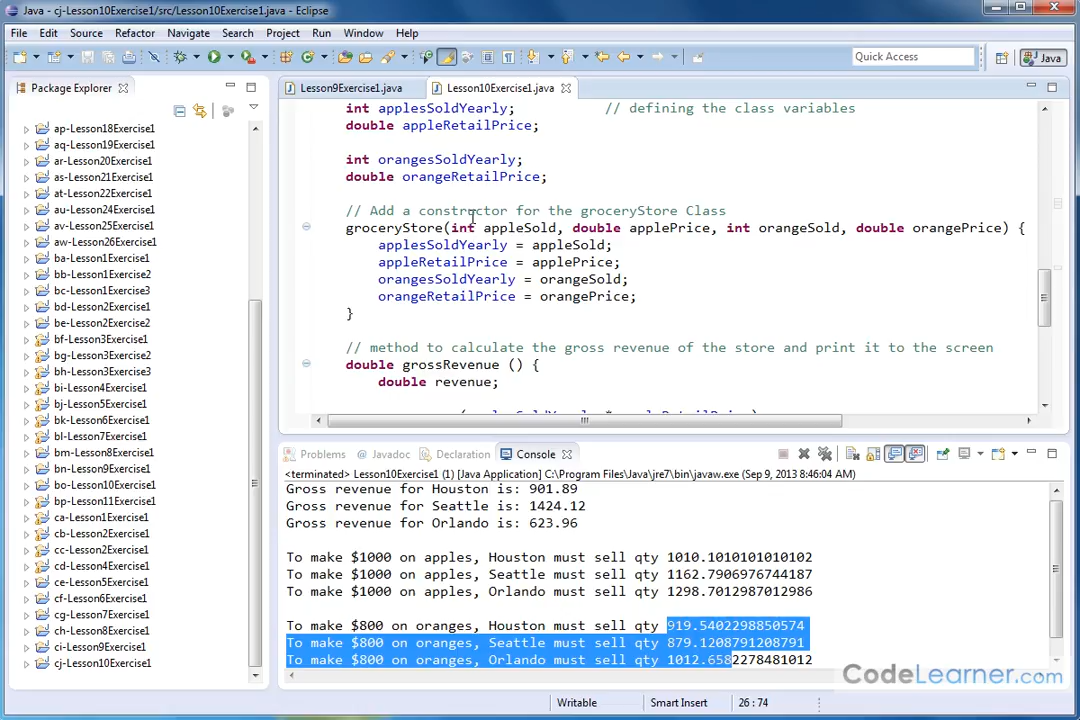 Java - cj-Lesson10Exercise1/src/Lesson10Exercise1.java - Eclipse
File Edit Source Refactor Navigate Search Project Run Window Help
Quick Access
Java
Package Explorer
ap-Lesson18Exercise1
aq-Lesson19Exercise1
ar-Lesson20Exercise1
as-Lesson21Exercise1
at-Lesson22Exercise1
au-Lesson24Exercise1
av-Lesson25Exercise1
aw-Lesson26Exercise1
ba-Lesson1Exercise1
bb-Lesson1Exercise2
bc-Lesson1Exercise3
bd-Lesson2Exercise1
be-Lesson2Exercise2
bf-Lesson3Exercise1
bg-Lesson3Exercise2
bh-Lesson3Exercise3
bi-Lesson4Exercise1
bj-Lesson5Exercise1
bk-Lesson6Exercise1
bl-Lesson7Exercise1
bm-Lesson8Exercise1
bn-Lesson9Exercise1
bo-Lesson10Exercise1
bp-Lesson11Exercise1
ca-Lesson1Exercise1
cb-Lesson2Exercise1
cc-Lesson2Exercise1
cd-Lesson4Exercise1
ce-Lesson5Exercise1
cf-Lesson6Exercise1
cg-Lesson7Exercise1
ch-Lesson8Exercise1
ci-Lesson9Exercise1
cj-Lesson10Exercise1
Lesson9Exercise1.java Lesson10Exercise1.java
int applesSoldYearly; // defining the class variables
double appleRetailPrice;
int orangesSoldYearly;
double orangeRetailPrice;
// Add a constructor for the groceryStore Class
groceryStore(int appleSold, double applePrice, int orangeSold, double orangePrice) {
applesSoldYearly = appleSold;
appleRetailPrice = applePrice;
orangesSoldYearly = orangeSold;
orangeRetailPrice = orangePrice;
}
// method to calculate the gross revenue of the store and print it to the screen
double grossRevenue () {
double revenue;
Problems Javadoc Declaration Console
<terminated> Lesson10Exercise1 (1) [Java Application] C:\Program Files\Java\jre7\bin\javaw.exe (Sep 9, 2013 8:46:04 AM)
Gross revenue for Houston is: 901.89
Gross revenue for Seattle is: 1424.12
Gross revenue for Orlando is: 623.96
To make $1000 on apples, Houston must sell qty 1010.1010101010102
To make $1000 on apples, Seattle must sell qty 1162.7906976744187
To make $1000 on apples, Orlando must sell qty 1298.7012987012986
To make $800 on oranges, Houston must sell qty 919.5402298850574
To make $800 on oranges, Seattle must sell qty 879.1208791208791
To make $800 on oranges, Orlando must sell qty 1012.6582278481012
CodeLearner.com
Writable Smart Insert 26 : 74